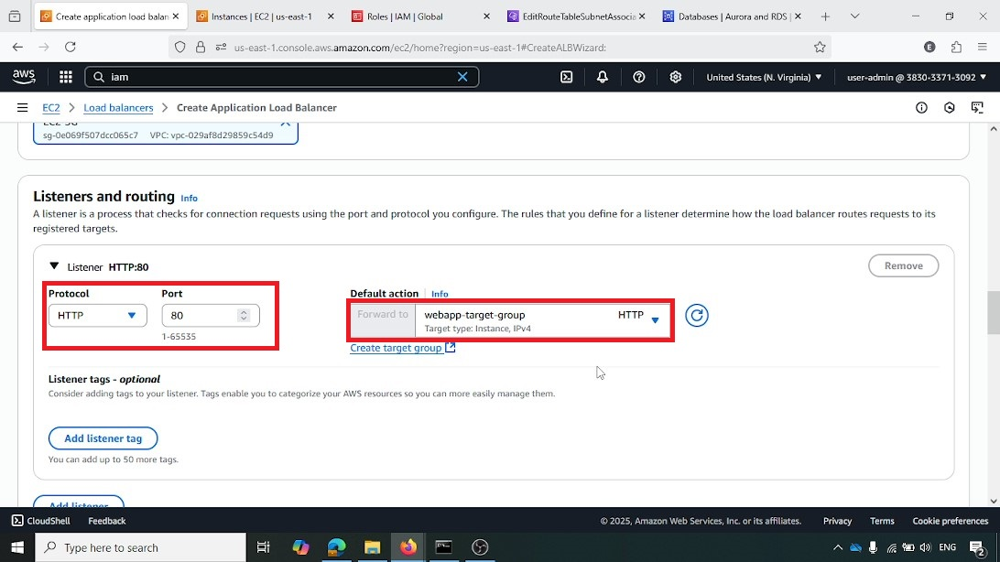 Create application load balan
Instances | EC2 | us-east-1
Roles | IAM | Global
EditRouteTableSubnetAssocia
Databases | Aurora and RDS |
us-east-1.console.aws.amazon.com/ec2/home?region=us-east-1#CreateALBWizard:
aws
iam
United States (N. Virginia)
user-admin @ 3830-3371-3092
EC2 > Load balancers > Create Application Load Balancer
sg-0e069f507dcc065c7 VPC: vpc-029af8d29859c54d9
Listeners and routing Info
A listener is a process that checks for connection requests using the port and protocol you configure. The rules that you define for a listener determine how the load balancer routes requests to its
registered targets.
Listener HTTP:80
Remove
Protocol Port Default action Info
HTTP 80 Forward to webapp-target-group HTTP
Target type: Instance, IPv4
1-65535
Create target group
Listener tags - optional
Consider adding tags to your listener. Tags enable you to categorize your AWS resources so you can more easily manage them.
Add listener tag
You can add up to 50 more tags.
Add listener
CloudShell Feedback © 2025, Amazon Web Services, Inc. or its affiliates. Privacy Terms Cookie preferences
Type here to search
ENG
2